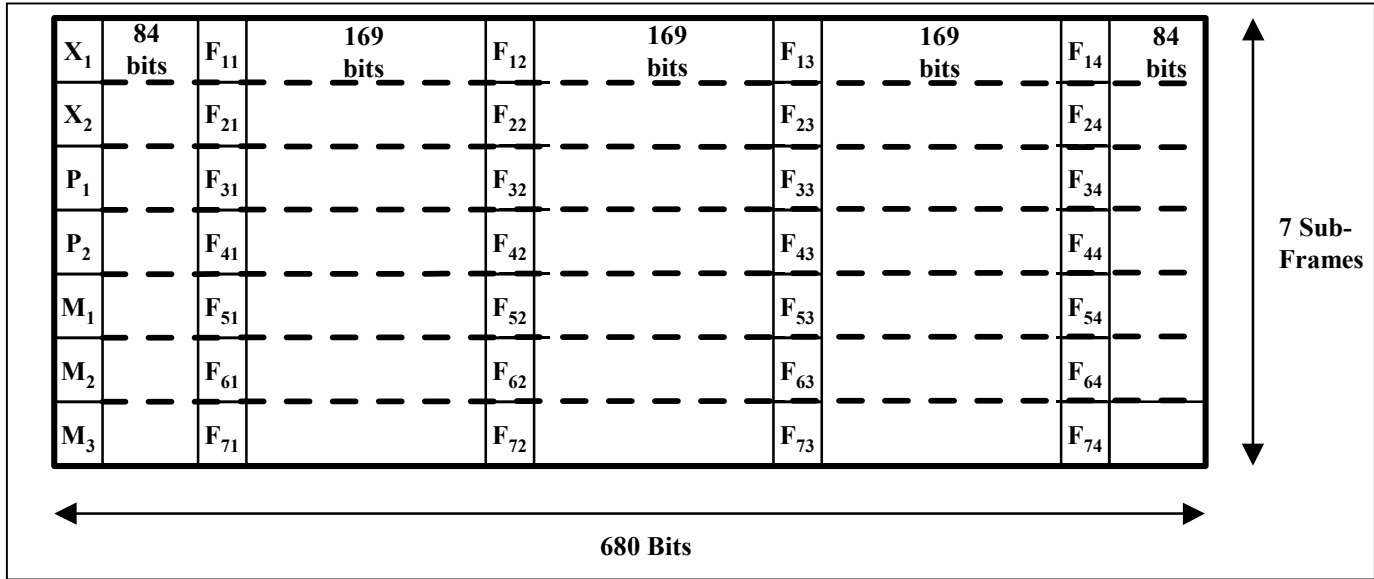 X1 84 bits F11 169 bits F12 169 bits F13 169 bits F14 84 bits
X2 F21 F22 F23 F24
P1 F31 F32 F33 F34
P2 F41 F42 F43 F44
M1 F51 F52 F53 F54
M2 F61 F62 F63 F64
M3 F71 F72 F73 F74
7 Sub-
Frames
680 Bits